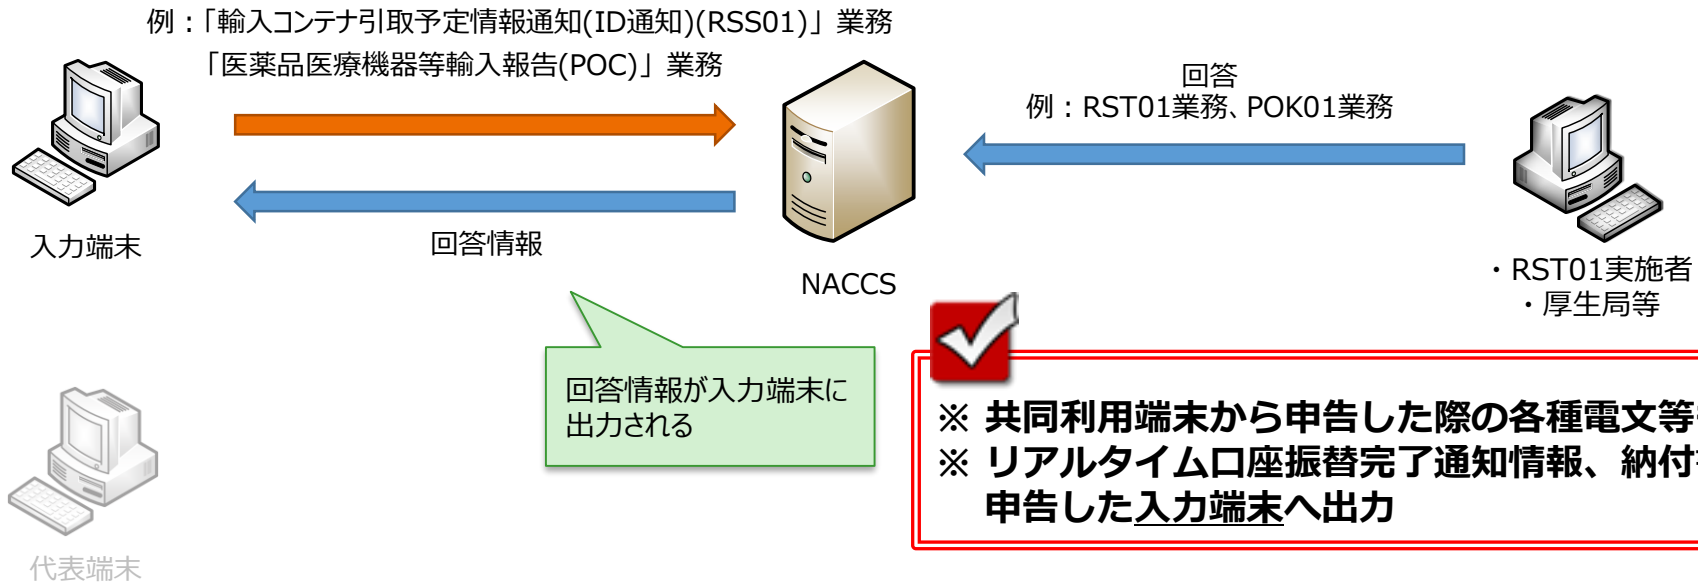 例：「輸入コンテナ引取予定情報通知(ID通知)(RSS01)」業務
「医薬品医療機器等輸入報告(POC)」業務
回答
例：RST01業務、POK01業務
入力端末
回答情報
NACCS
・RST01実施者
・厚生局等
回答情報が入力端末に
出力される
※ 共同利用端末から申告した際の各種電文等
※ リアルタイム口座振替完了通知情報、納付
申告した入力端末へ出力
代表端末